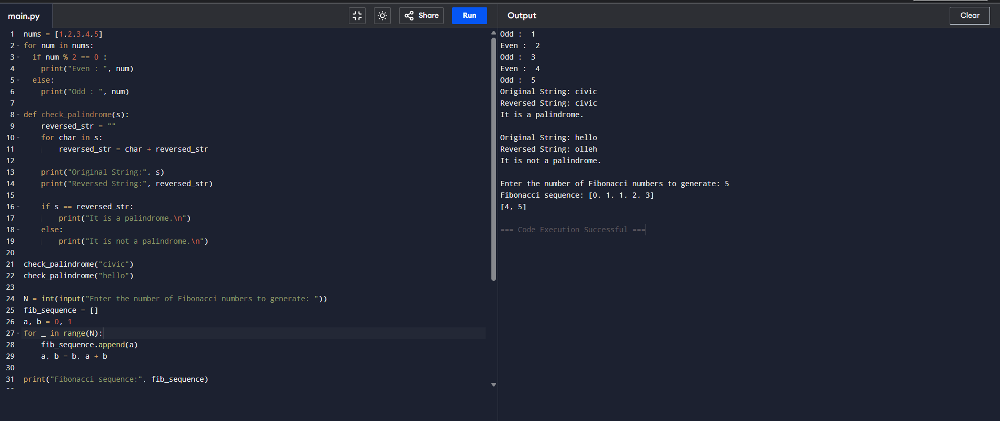 main.py
Share
Run
1 nums = [1,2,3,4,5]
2 for num in nums:
3   if num % 2 == 0 :
4     print("Even : ", num)
5   else:
6     print("Odd : ", num)
7
8 def check_palindrome(s):
9     reversed_str = ""
10     for char in s:
11         reversed_str = char + reversed_str
12
13     print("Original String:", s)
14     print("Reversed String:", reversed_str)
15
16     if s == reversed_str:
17         print("It is a palindrome.\n")
18     else:
19         print("It is not a palindrome.\n")
20
21 check_palindrome("civic")
22 check_palindrome("hello")
23
24 N = int(input("Enter the number of Fibonacci numbers to generate: "))
25 fib_sequence = []
26 a, b = 0, 1
27 for _ in range(N):
28     fib_sequence.append(a)
29     a, b = b, a + b
30
31 print("Fibonacci sequence:", fib_sequence)
Output
Clear
Odd :  1
Even :  2
Odd :  3
Even :  4
Odd :  5
Original String: civic
Reversed String: civic
It is a palindrome.

Original String: hello
Reversed String: olleh
It is not a palindrome.

Enter the number of Fibonacci numbers to generate: 5
Fibonacci sequence: [0, 1, 1, 2, 3]
[4, 5]

=== Code Execution Successful ===